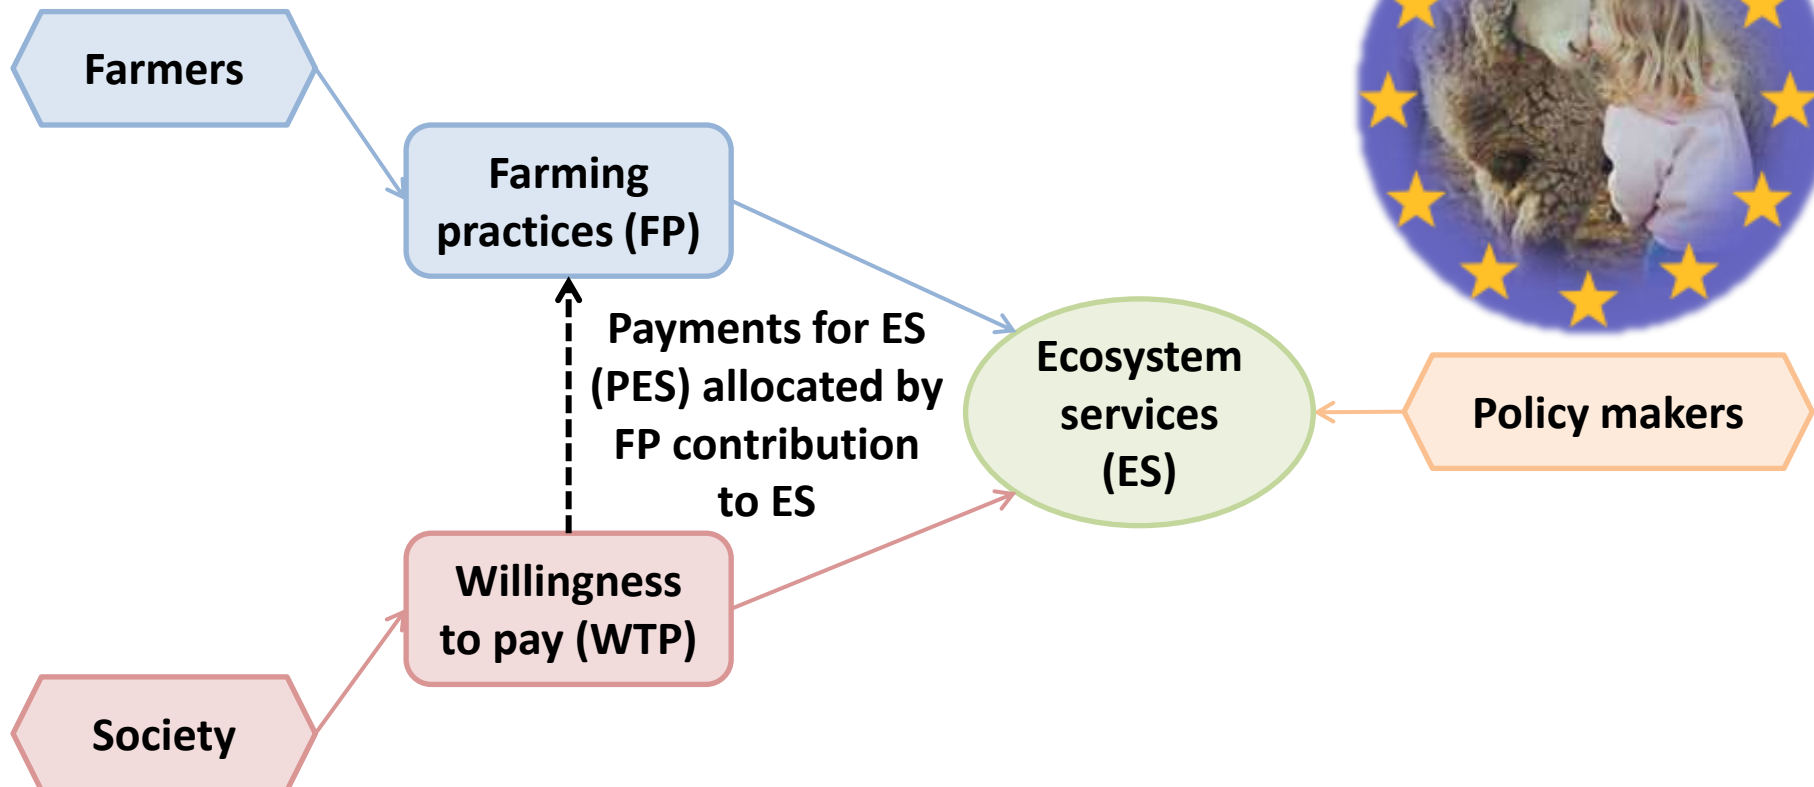 Farmers
Farming
practices (FP)
Payments for ES
(PES) allocated by
FP contribution
to ES
Ecosystem
services
(ES)
Policy makers
Willingness
to pay (WTP)
Society